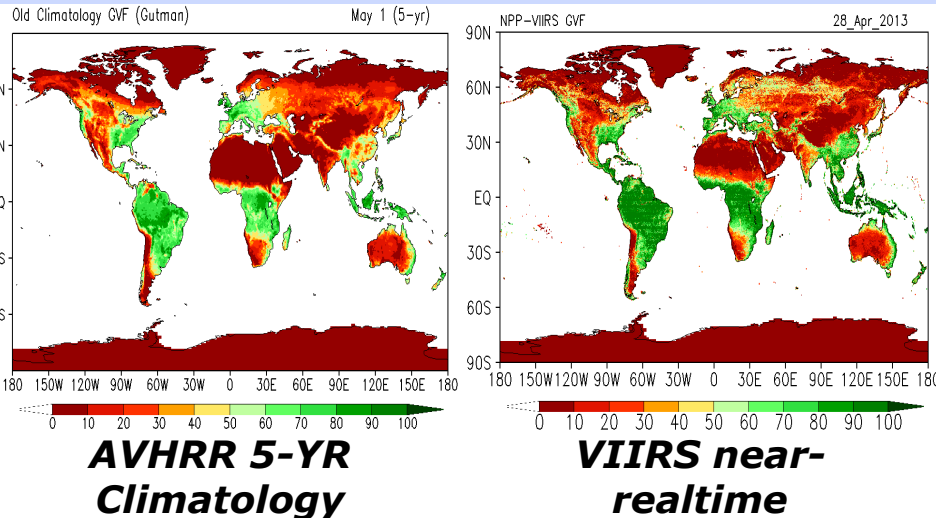 Old Climatology GVF (Gutman) May 1 (5-yr)
N
N
Q
S
S
180 150W 120W 90W 60W 30W 0 30E 60E 90E 120E 150E 180
0 10 20 30 40 50 60 70 80 90 100
AVHRR 5-YR
Climatology
NPP-VIIRS GVF 28_Apr_2013
90N
60N
30N
EQ
30S
60S
90S
180 150W 120W 90W 60W 30W 0 30E 60E 90E 120E 150E 180
0 10 20 30 40 50 60 70 80 90 100
VIIRS near-
realtime